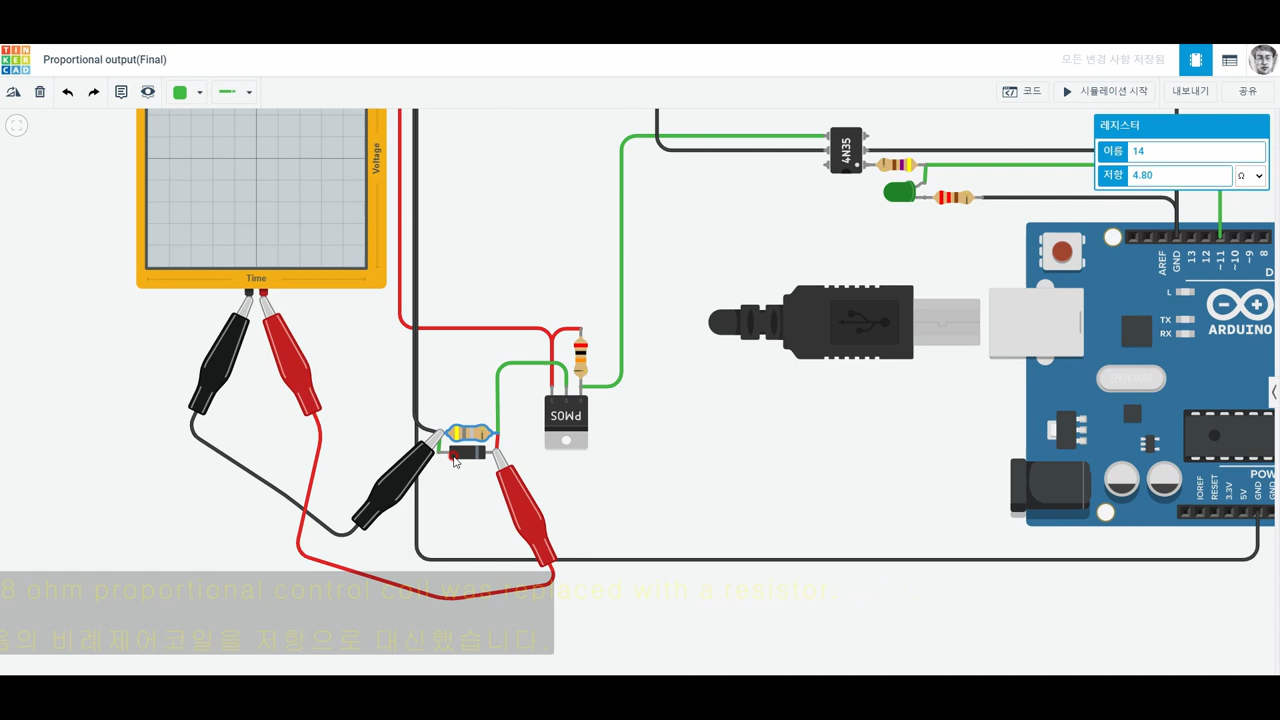 TIN
KER
CAD
Proportional output(Final)
모든 변경 사항 저장됨
코드
시뮬레이션 시작
내보내기
공유
레지스터
이름 14
저항 4.80 Ω
Voltage
Time
4N35
PMOS
AREF
GND
13
12
~11
~10
~9
8
D
L
TX
RX
ARDUINO
POW
IOREF
RESET
3.3V
5V
GND
8 ohm proportional control coil was replaced with a resistor.
음의 비례제어코일을 저항으로 대신했습니다.